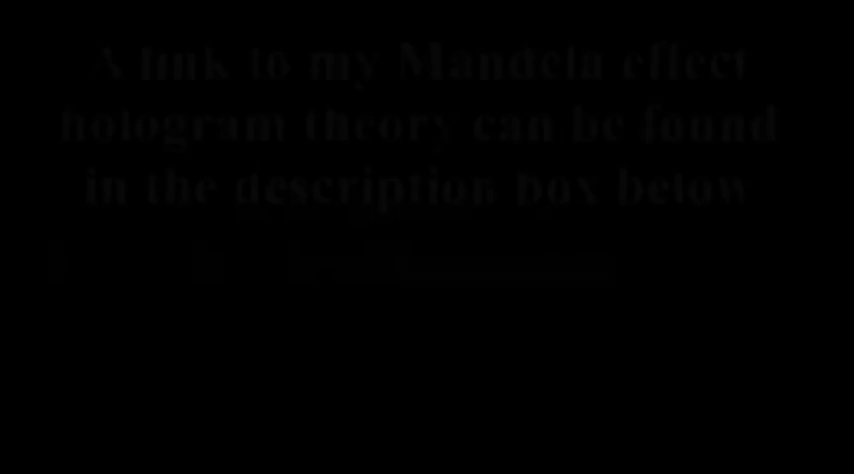 A link to my Mandela effect
hologram theory can be found
in the description box below